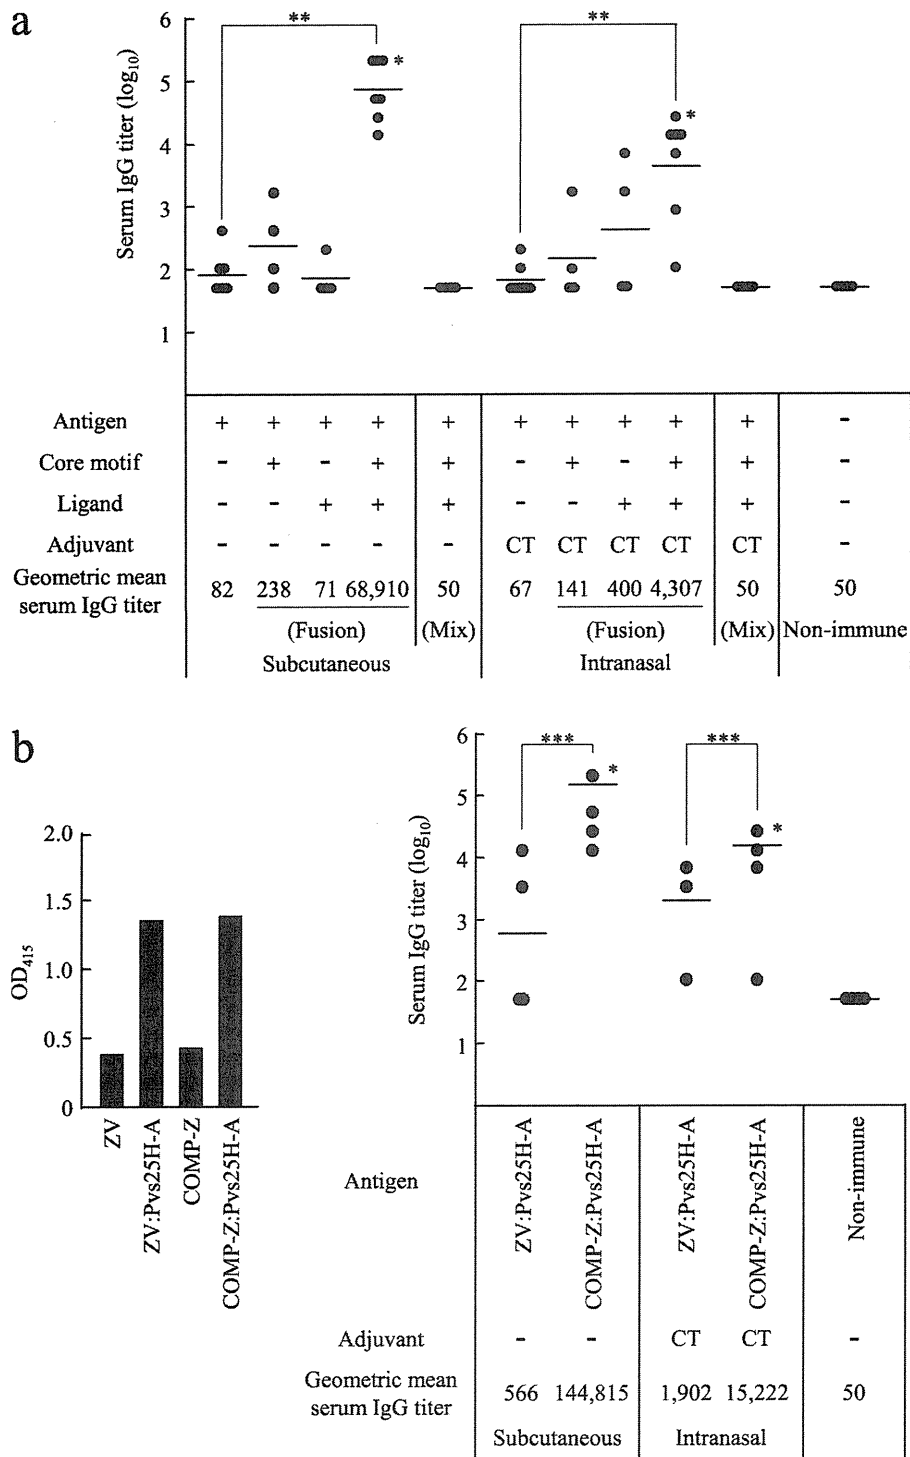 a
Serum IgG titer (log10)
6
5
4
3
2
1
**
*
**
*
Antigen + + + + + + + + + + -
Core motif - + - + + - + - + + -
Ligand - - + + + - - + + + -
Adjuvant - - - - - CT CT CT CT CT -
Geometric mean serum IgG titer 82 238 71 68,910 50 67 141 400 4,307 50 50
(Fusion) (Mix) (Fusion) (Mix) Non-immune
Subcutaneous Intranasal
b
OD415
2.0
1.5
1.0
0.5
0
ZV
ZV:Pvs25H-A
COMP-Z
COMP-Z:Pvs25H-A
Serum IgG titer (log10)
6
5
4
3
2
1
***
*
***
*
Antigen
ZV:Pvs25H-A
COMP-Z:Pvs25H-A
ZV:Pvs25H-A
COMP-Z:Pvs25H-A
Non-immune
Adjuvant - - CT CT -
Geometric mean serum IgG titer 566 144,815 1,902 15,222 50
Subcutaneous Intranasal